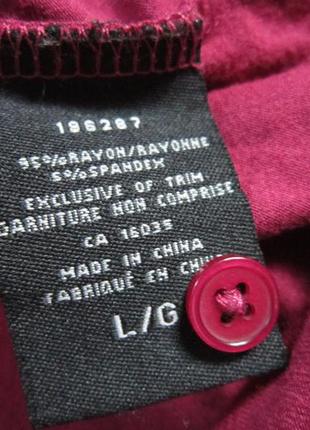 196287
95%RAYON/RAYONNE
5%SPANDEX
EXCLUSIVE OF TRIM
GARNITURE NON COMPRISE
CA 16035
MADE IN CHINA
FABRIQUÉ EN CHI
L/G